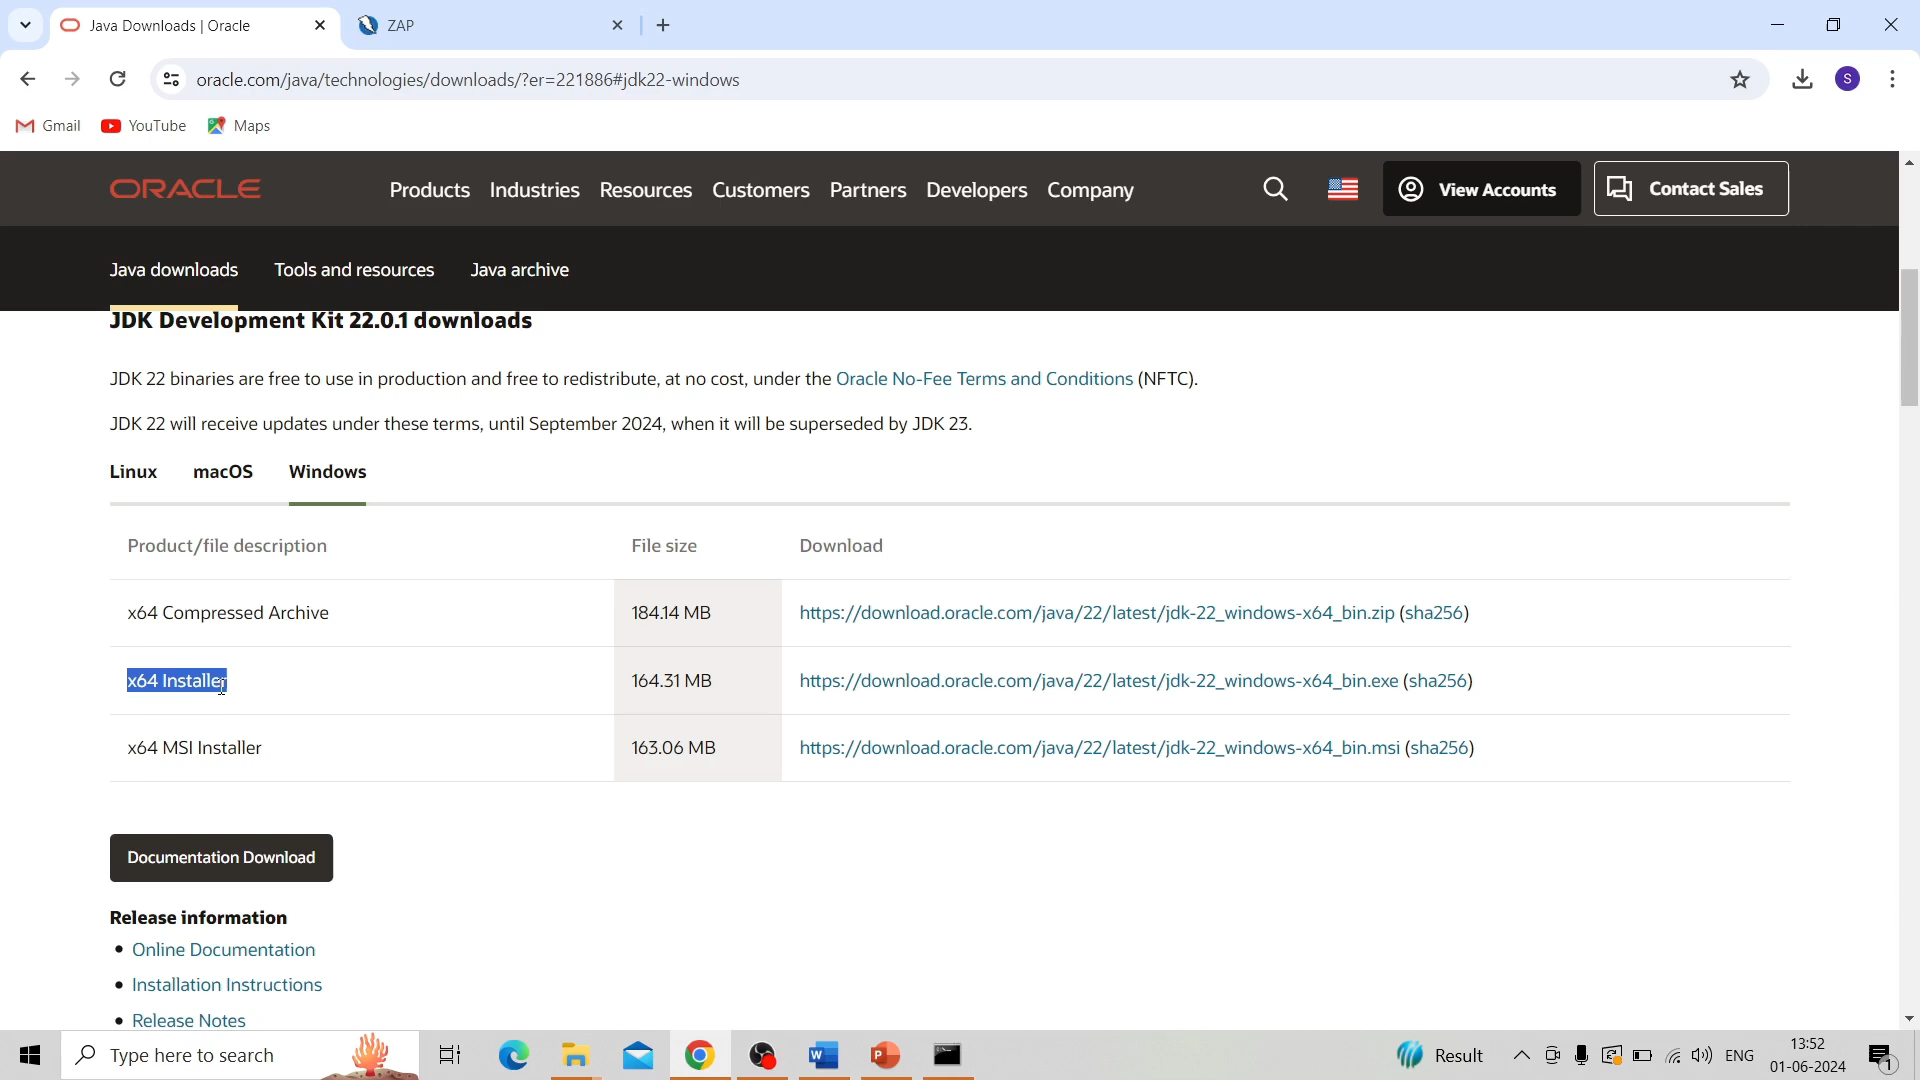 Java Downloads | Oracle
ZAP
oracle.com/java/technologies/downloads/?er=221886#jdk22-windows
S
Gmail
YouTube
Maps
ORACLE
Products
Industries
Resources
Customers
Partners
Developers
Company
View Accounts
Contact Sales
Java downloads
Tools and resources
Java archive
JDK Development Kit 22.0.1 downloads
JDK 22 binaries are free to use in production and free to redistribute, at no cost, under the Oracle No-Fee Terms and Conditions (NFTC).
JDK 22 will receive updates under these terms, until September 2024, when it will be superseded by JDK 23.
Linux
macOS
Windows
Product/file description
File size
Download
x64 Compressed Archive
184.14 MB
https://download.oracle.com/java/22/latest/jdk-22_windows-x64_bin.zip (sha256)
x64 Installer
164.31 MB
https://download.oracle.com/java/22/latest/jdk-22_windows-x64_bin.exe (sha256)
x64 MSI Installer
163.06 MB
https://download.oracle.com/java/22/latest/jdk-22_windows-x64_bin.msi (sha256)
Documentation Download
Release information
Online Documentation
Installation Instructions
Release Notes
Type here to search
Result
ENG
13:52
01-06-2024
1